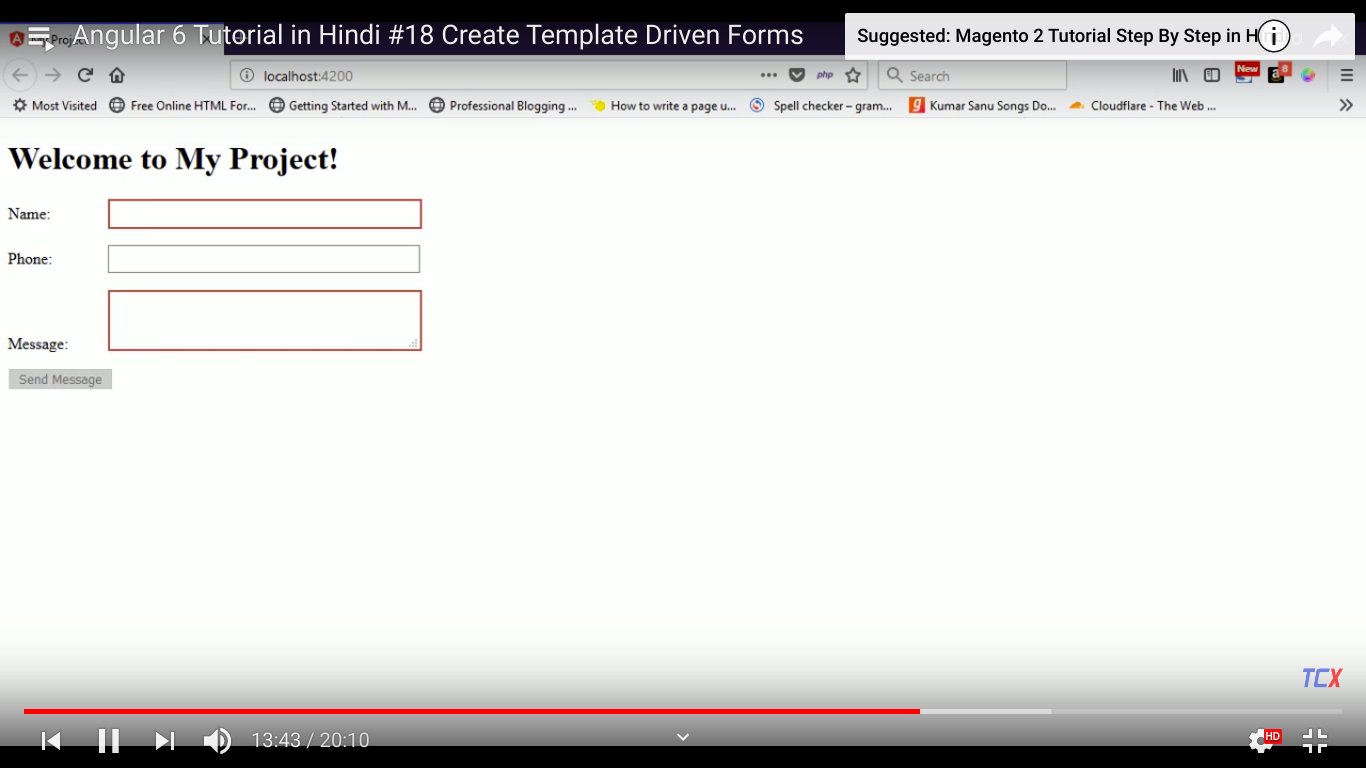 Angular 6 Tutorial in Hindi #18 Create Template Driven Forms
Suggested: Magento 2 Tutorial Step By Step in H
localhost:4200
php
Search
New
a
8
Most Visited
Free Online HTML For...
Getting Started with M...
Professional Blogging ...
How to write a page u...
Spell checker – gram...
g
Kumar Sanu Songs Do...
Cloudflare - The Web ...
Welcome to My Project!
Name:
Phone:
Message:
Send Message
TCX
13:43 / 20:10
HD